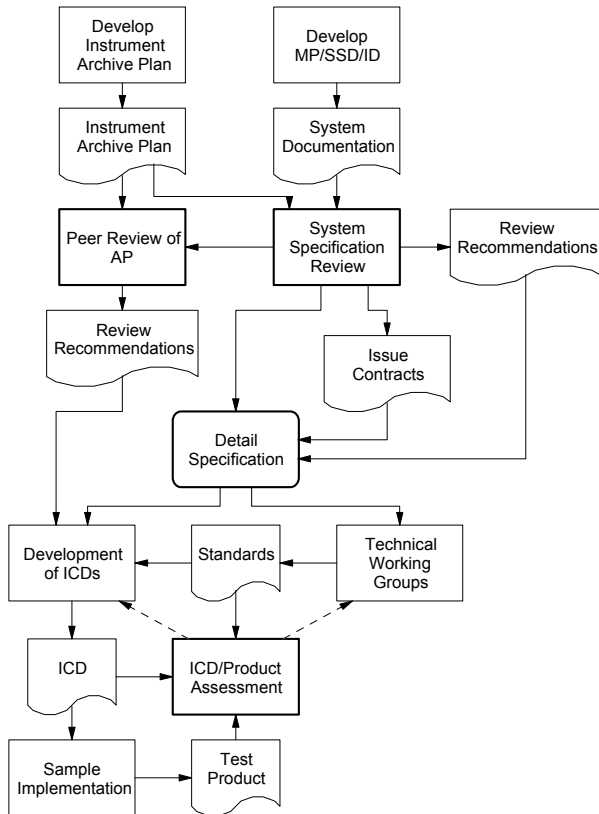 Develop
Instrument
Archive Plan
Develop
MP/SSD/ID
Instrument
Archive Plan
System
Documentation
Peer Review of
AP
System
Specification
Review
Review
Recommendations
Review
Recommendations
Issue
Contracts
Detail
Specification
Development
of ICDs
Standards
Technical
Working
Groups
ICD
ICD/Product
Assessment
Sample
Implementation
Test
Product